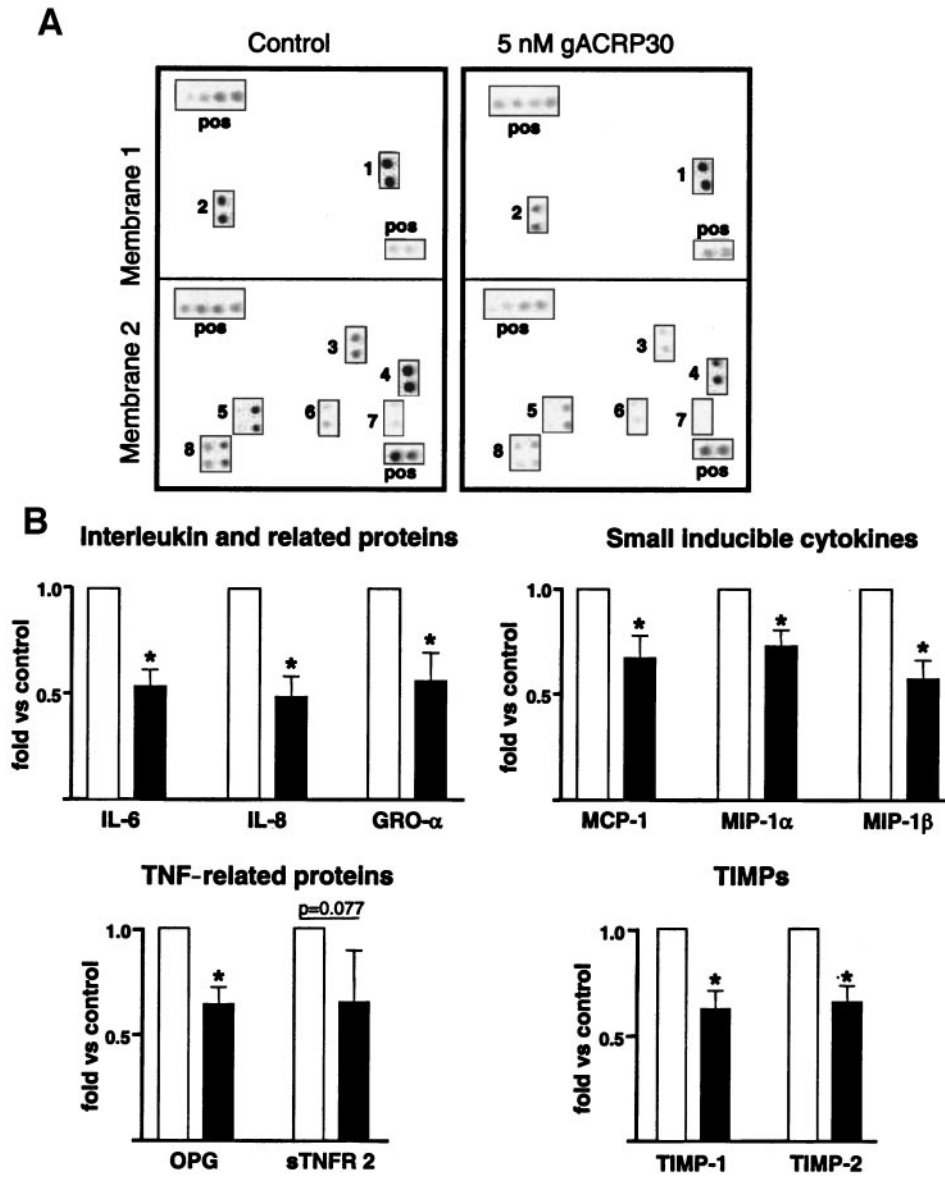 A
Control 5 nM gACRP30
Membrane 1
pos
1
2
pos
pos
1
2
pos
Membrane 2
pos
3
4
5
6
7
8
pos
pos
3
4
5
6
7
8
pos
B
Interleukin and related proteins
fold vs control
1.0
0.5
* * *
IL-6 IL-8 GRO-α
Small inducible cytokines
fold vs control
1.0
0.5
* * *
MCP-1 MIP-1α MIP-1β
TNF-related proteins
fold vs control
1.0
0.5
p=0.077
*
OPG sTNFR 2
TIMPs
fold vs control
1.0
0.5
* *
TIMP-1 TIMP-2